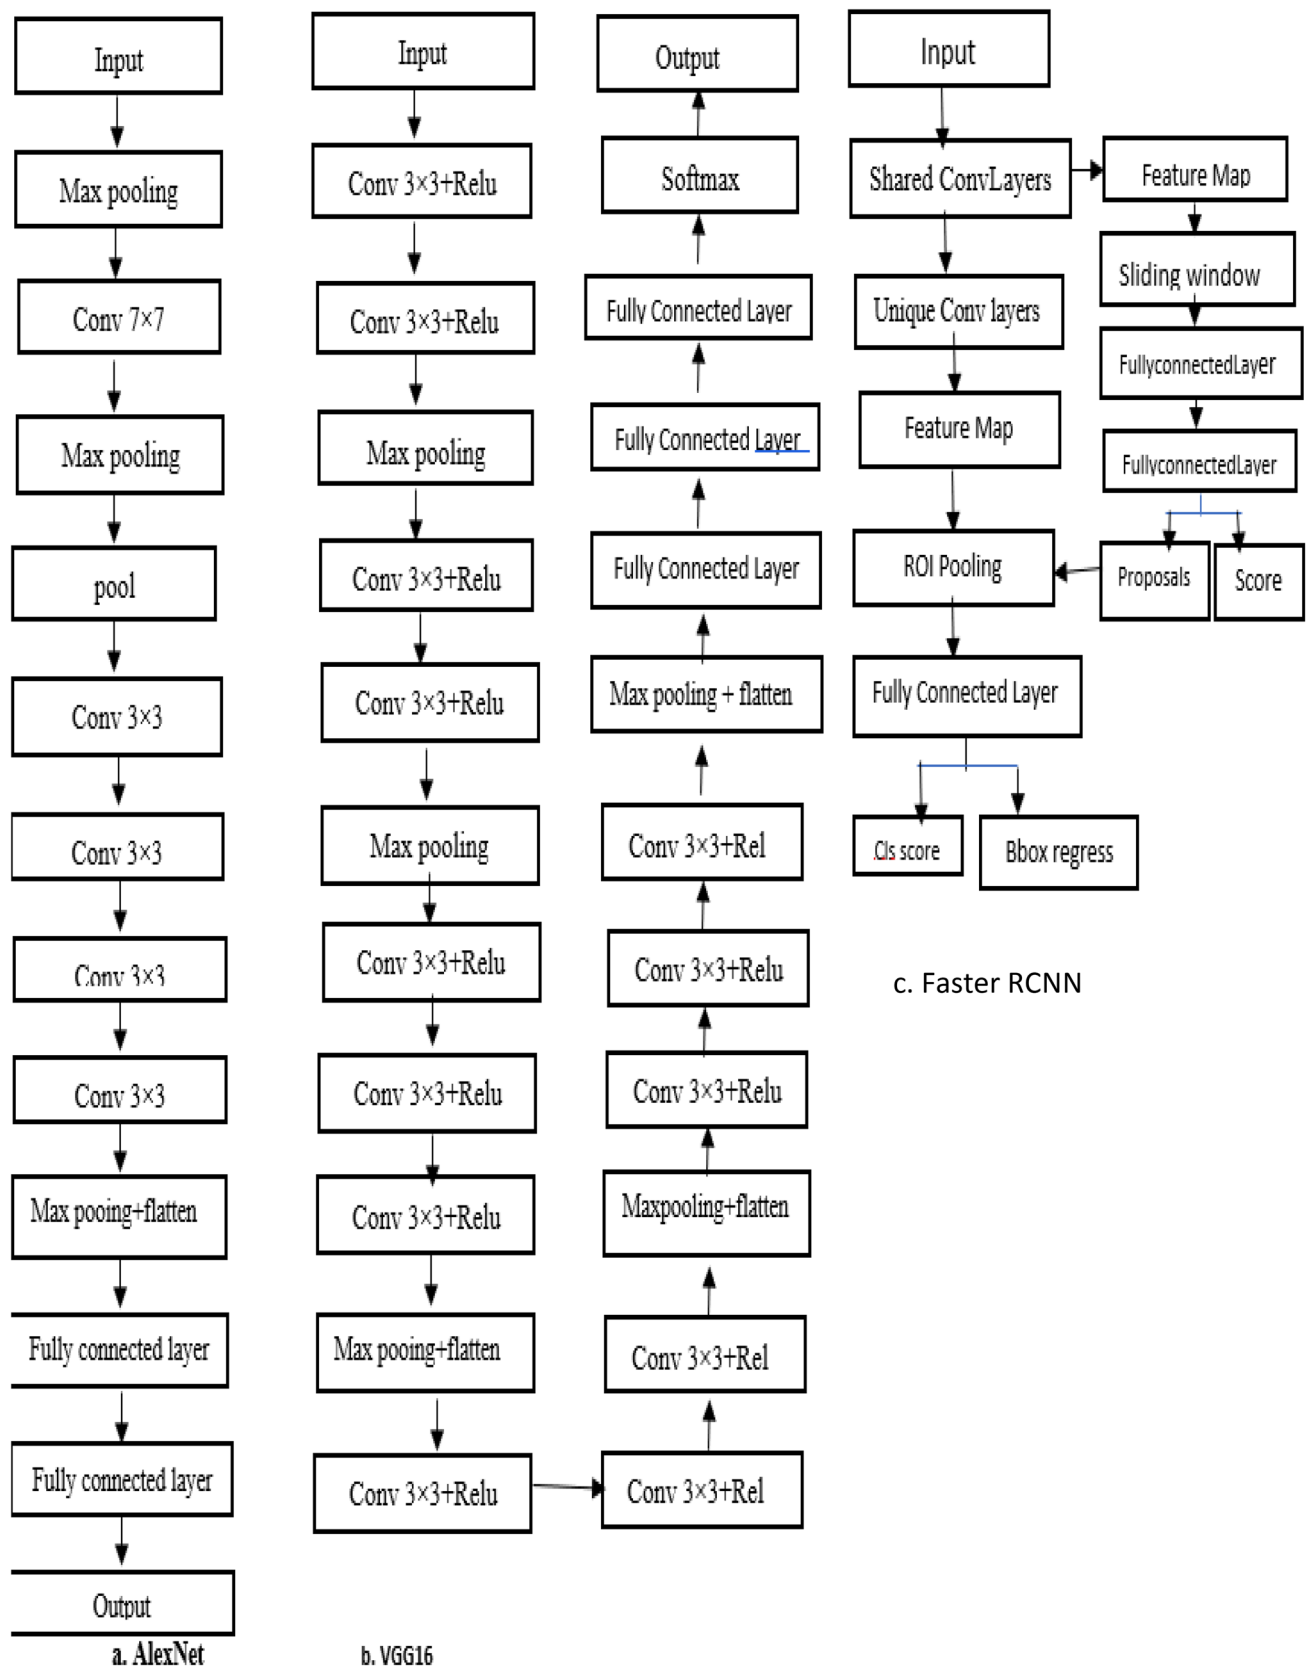 Input
Max pooling
Conv 7×7
Max pooling
pool
Conv 3×3
Conv 3×3
Conv 3×3
Conv 3×3
Max pooing+flatten
Fully connected layer
Fully connected layer
Output
a. AlexNet
Input
Conv 3×3+Relu
Conv 3×3+Relu
Max pooling
Conv 3×3+Relu
Conv 3×3+Relu
Max pooling
Conv 3×3+Relu
Conv 3×3+Relu
Conv 3×3+Relu
Max pooing+flatten
Conv 3×3+Relu
b. VGG16
Output
Softmax
Fully Connected Layer
Fully Connected Layer
Fully Connected Layer
Max pooling + flatten
Conv 3×3+Rel
Conv 3×3+Relu
Conv 3×3+Relu
Maxpooling+flatten
Conv 3×3+Rel
Conv 3×3+Rel
Input
Shared ConvLayers
Unique Conv layers
Feature Map
ROI Pooling
Fully Connected Layer
Cls score
Bbox regress
Feature Map
Sliding window
FullyconnectedLayer
FullyconnectedLayer
Proposals
Score
c. Faster RCNN